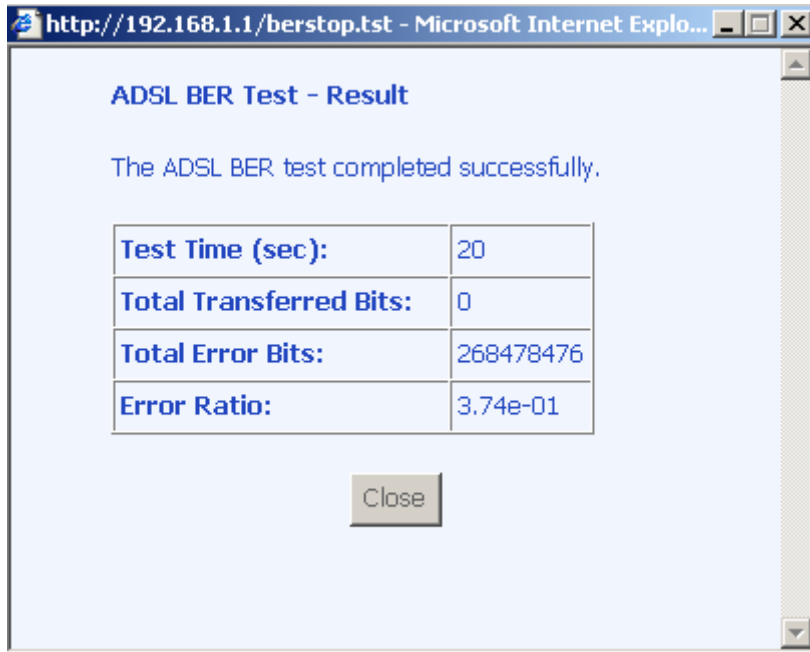 http://192.168.1.1/berstop.tst - Microsoft Internet Explo...
ADSL BER Test - Result
The ADSL BER test completed successfully.
Test Time (sec): 20
Total Transferred Bits: 0
Total Error Bits: 268478476
Error Ratio: 3.74e-01
Close